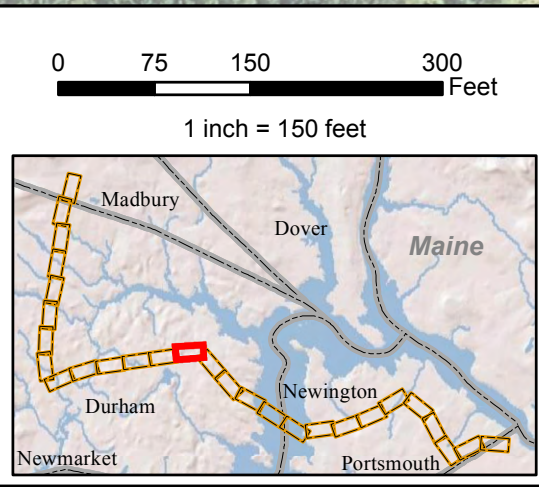 0 75 150 300
Feet
1 inch = 150 feet
Madbury
Dover
Maine
Newington
Durham
Newmarket
Portsmouth